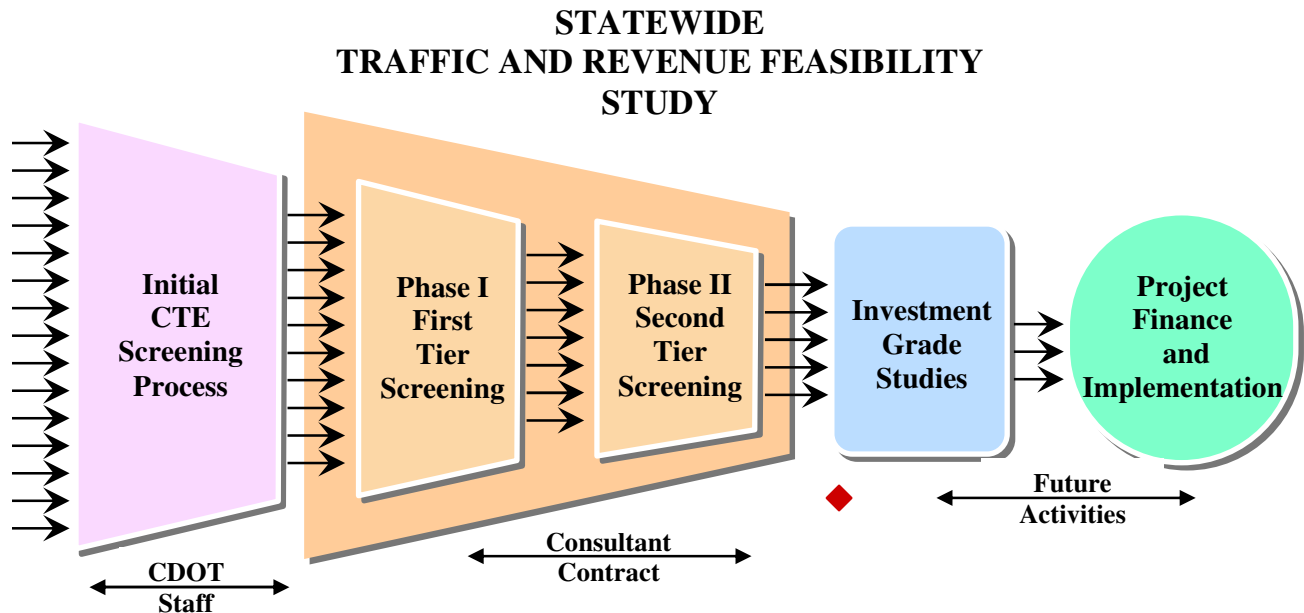 STATEWIDE
TRAFFIC AND REVENUE FEASIBILITY
STUDY
Initial
CTE
Screening
Process
Phase I
First
Tier
Screening
Phase II
Second
Tier
Screening
Investment
Grade
Studies
Project
Finance
and
Implementation
CDOT
Staff
Consultant
Contract
Future
Activities